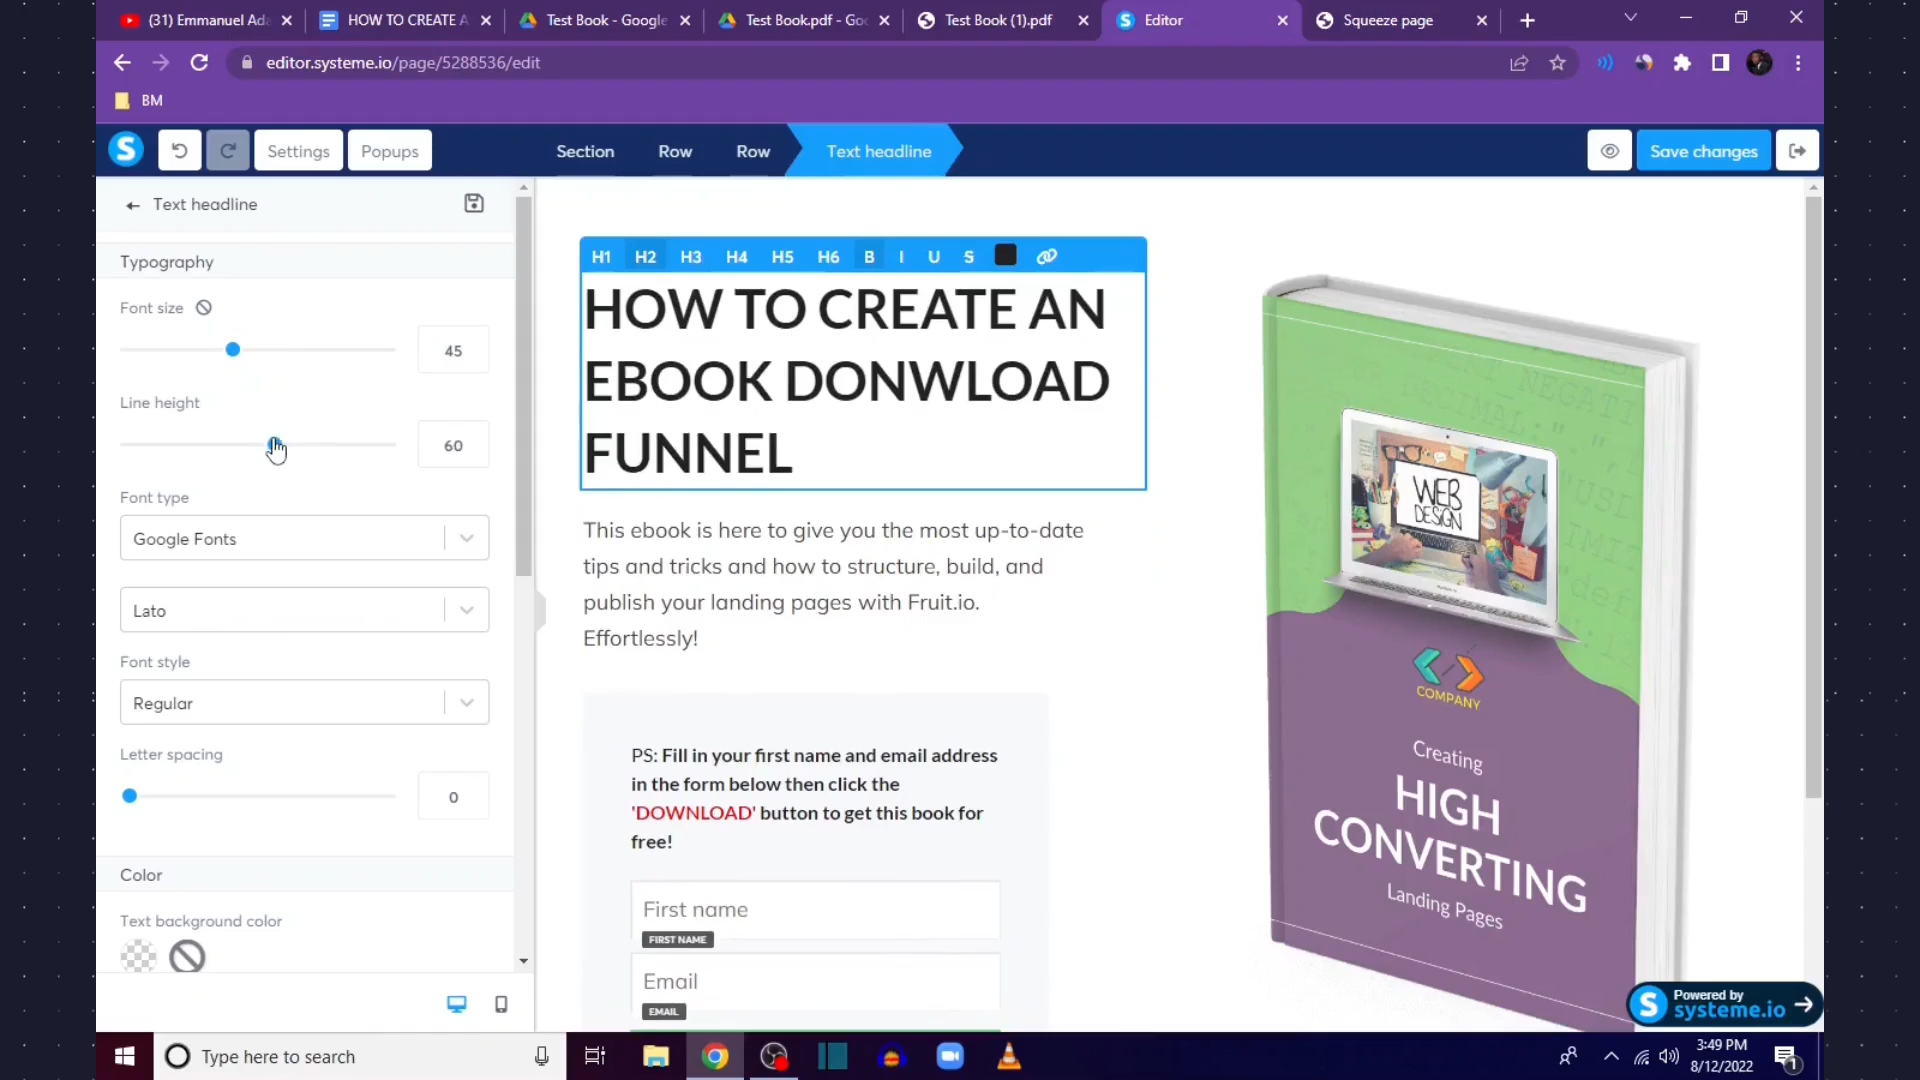 (31) Emmanuel Ada
HOW TO CREATE A
Test Book - Google
Test Book.pdf - Goo
Test Book (1).pdf
Editor
Squeeze page
editor.systeme.io/page/5288536/edit
BM
S
Settings
Popups
Section
Row
Row
Text headline
Save changes
Text headline
Typography
Font size
45
Line height
60
Font type
Google Fonts
Lato
Font style
Regular
Letter spacing
0
Color
Text background color
H1 H2 H3 H4 H5 H6 B I U S
HOW TO CREATE AN
EBOOK DONWLOAD
FUNNEL
This ebook is here to give you the most up-to-date
tips and tricks and how to structure, build, and
publish your landing pages with Fruit.io.
Effortlessly!
PS: Fill in your first name and email address
in the form below then click the
'DOWNLOAD' button to get this book for
free!
First name
FIRST NAME
Email
EMAIL
WEB
DESIGN
COMPANY
Creating
HIGH
CONVERTING
Landing Pages
Powered by
systeme.io
Type here to search
3:49 PM
8/12/2022
1